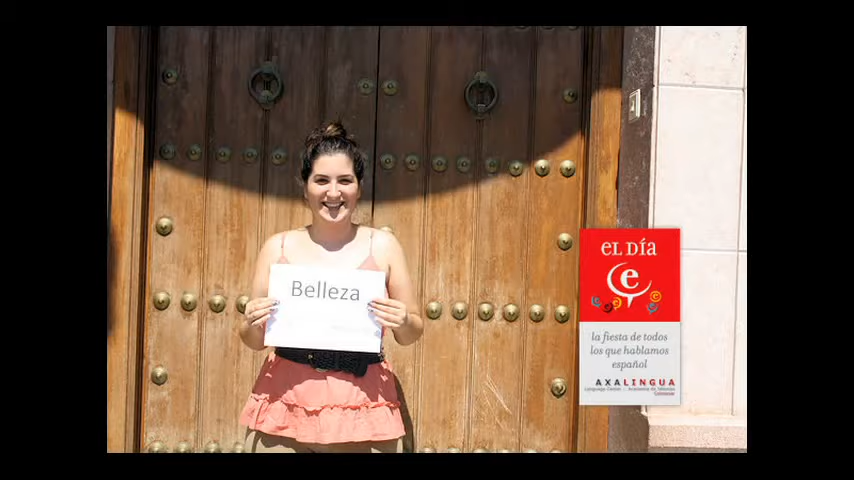 Belleza
EL DÍA
e
la fiesta de todos
los que hablamos
español
AXALINGUA